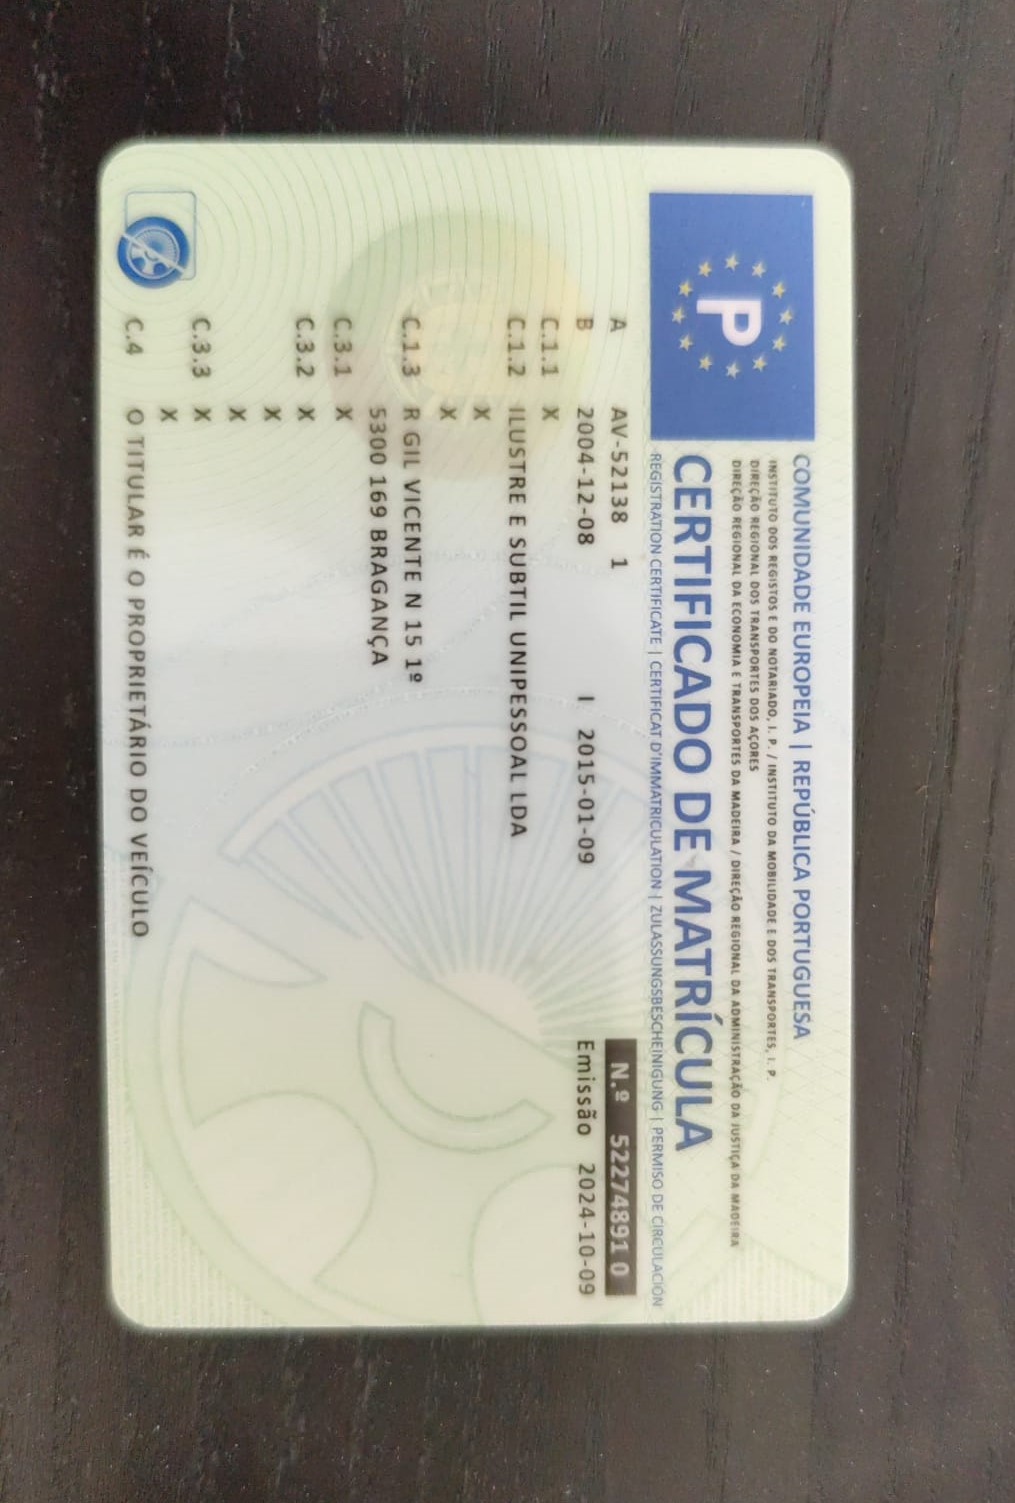 P
COMUNIDADE EUROPEIA | REPÚBLICA PORTUGUESA
INSTITUTO DOS REGISTOS E DO NOTARIADO, I. P. / INSTITUTO DA MOBILIDADE E DOS TRANSPORTES, I. P.
DIREÇÃO REGIONAL DOS TRANSPORTES DOS AÇORES
DIREÇÃO REGIONAL DA ECONOMIA E TRANSPORTES DA MADEIRA / DIREÇÃO REGIONAL DA ADMINISTRAÇÃO DA JUSTIÇA DA MADEIRA
CERTIFICADO DE MATRÍCULA
REGISTRATION CERTIFICATE | CERTIFICAT D'IMMATRICULATION | ZULASSUNGSBESCHEINIGUNG | PERMISO DE CIRCULACIÓN
A AV-52138 1 N.º 52274891 0
B 2004-12-08 I 2015-01-09 Emissão 2024-10-09
C.1.1 X
C.1.2 ILUSTRE E SUBTIL UNIPESSOAL LDA
X
X
C.1.3 R GIL VICENTE N 15 1º
5300 169 BRAGANÇA
C.3.1 X
C.3.2 X
X
X
C.3.3 X
X
C.4 O TITULAR É O PROPRIETÁRIO DO VEÍCULO